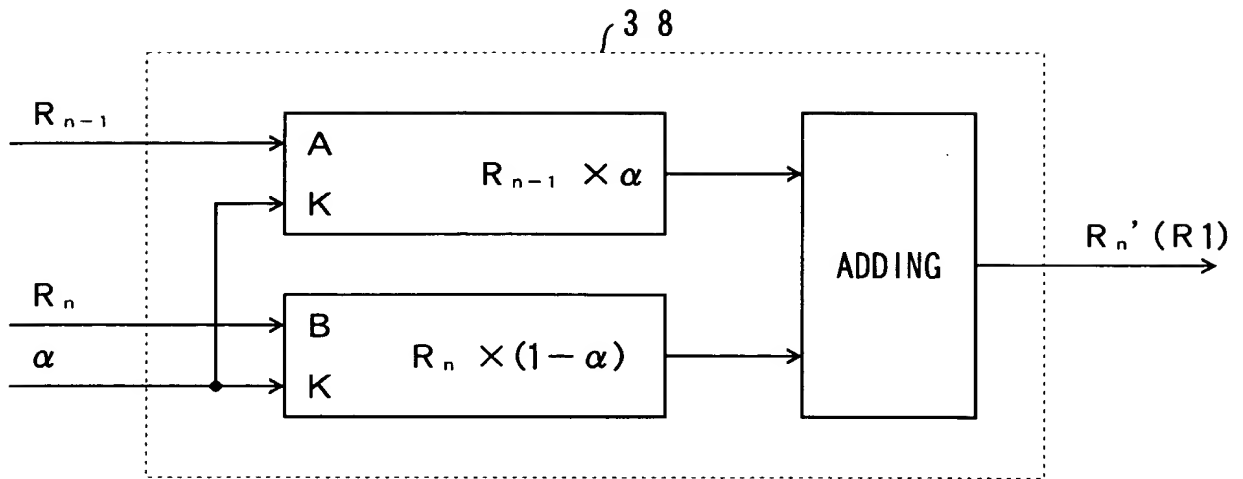 38
Rₙ₋₁
A
Rₙ₋₁ × α
K
ADDING
Rₙ'(R1)
Rₙ
B
Rₙ ×(1−α)
α
K